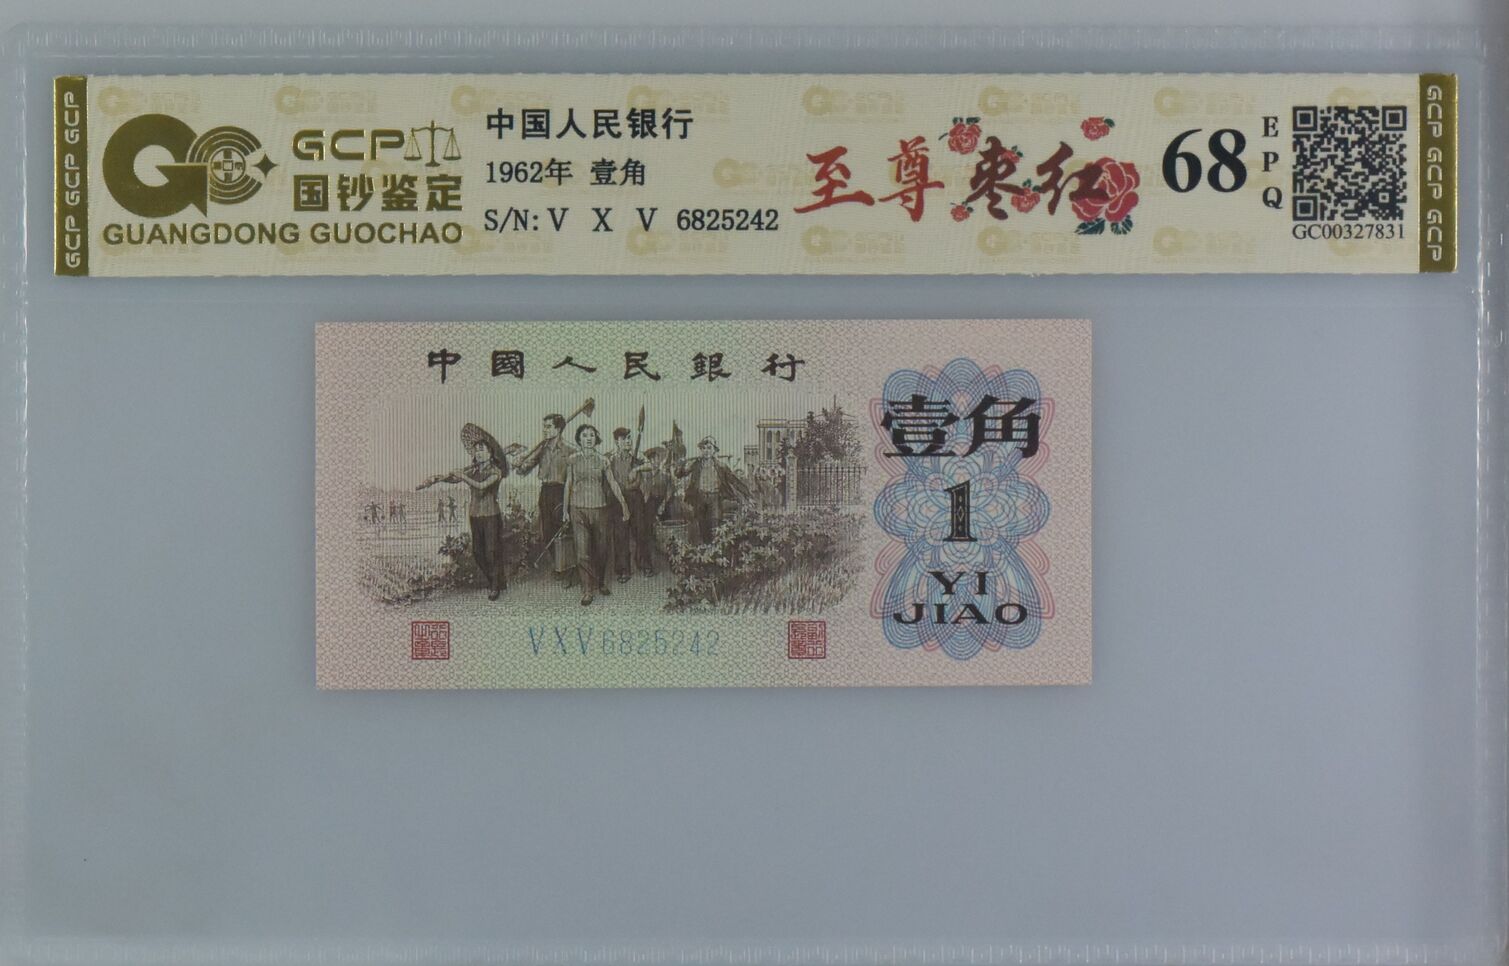 GCP
国钞鉴定
GUANGDONG GUOCHAO
中国人民银行
1962年 壹角
S/N: V X V 6825242
至尊枣红
68
EPQ
GC00327831
GCP GCP GCP
GCP GCP GCP
中國人民銀行
壹角
1
YI
JIAO
VXV6825242